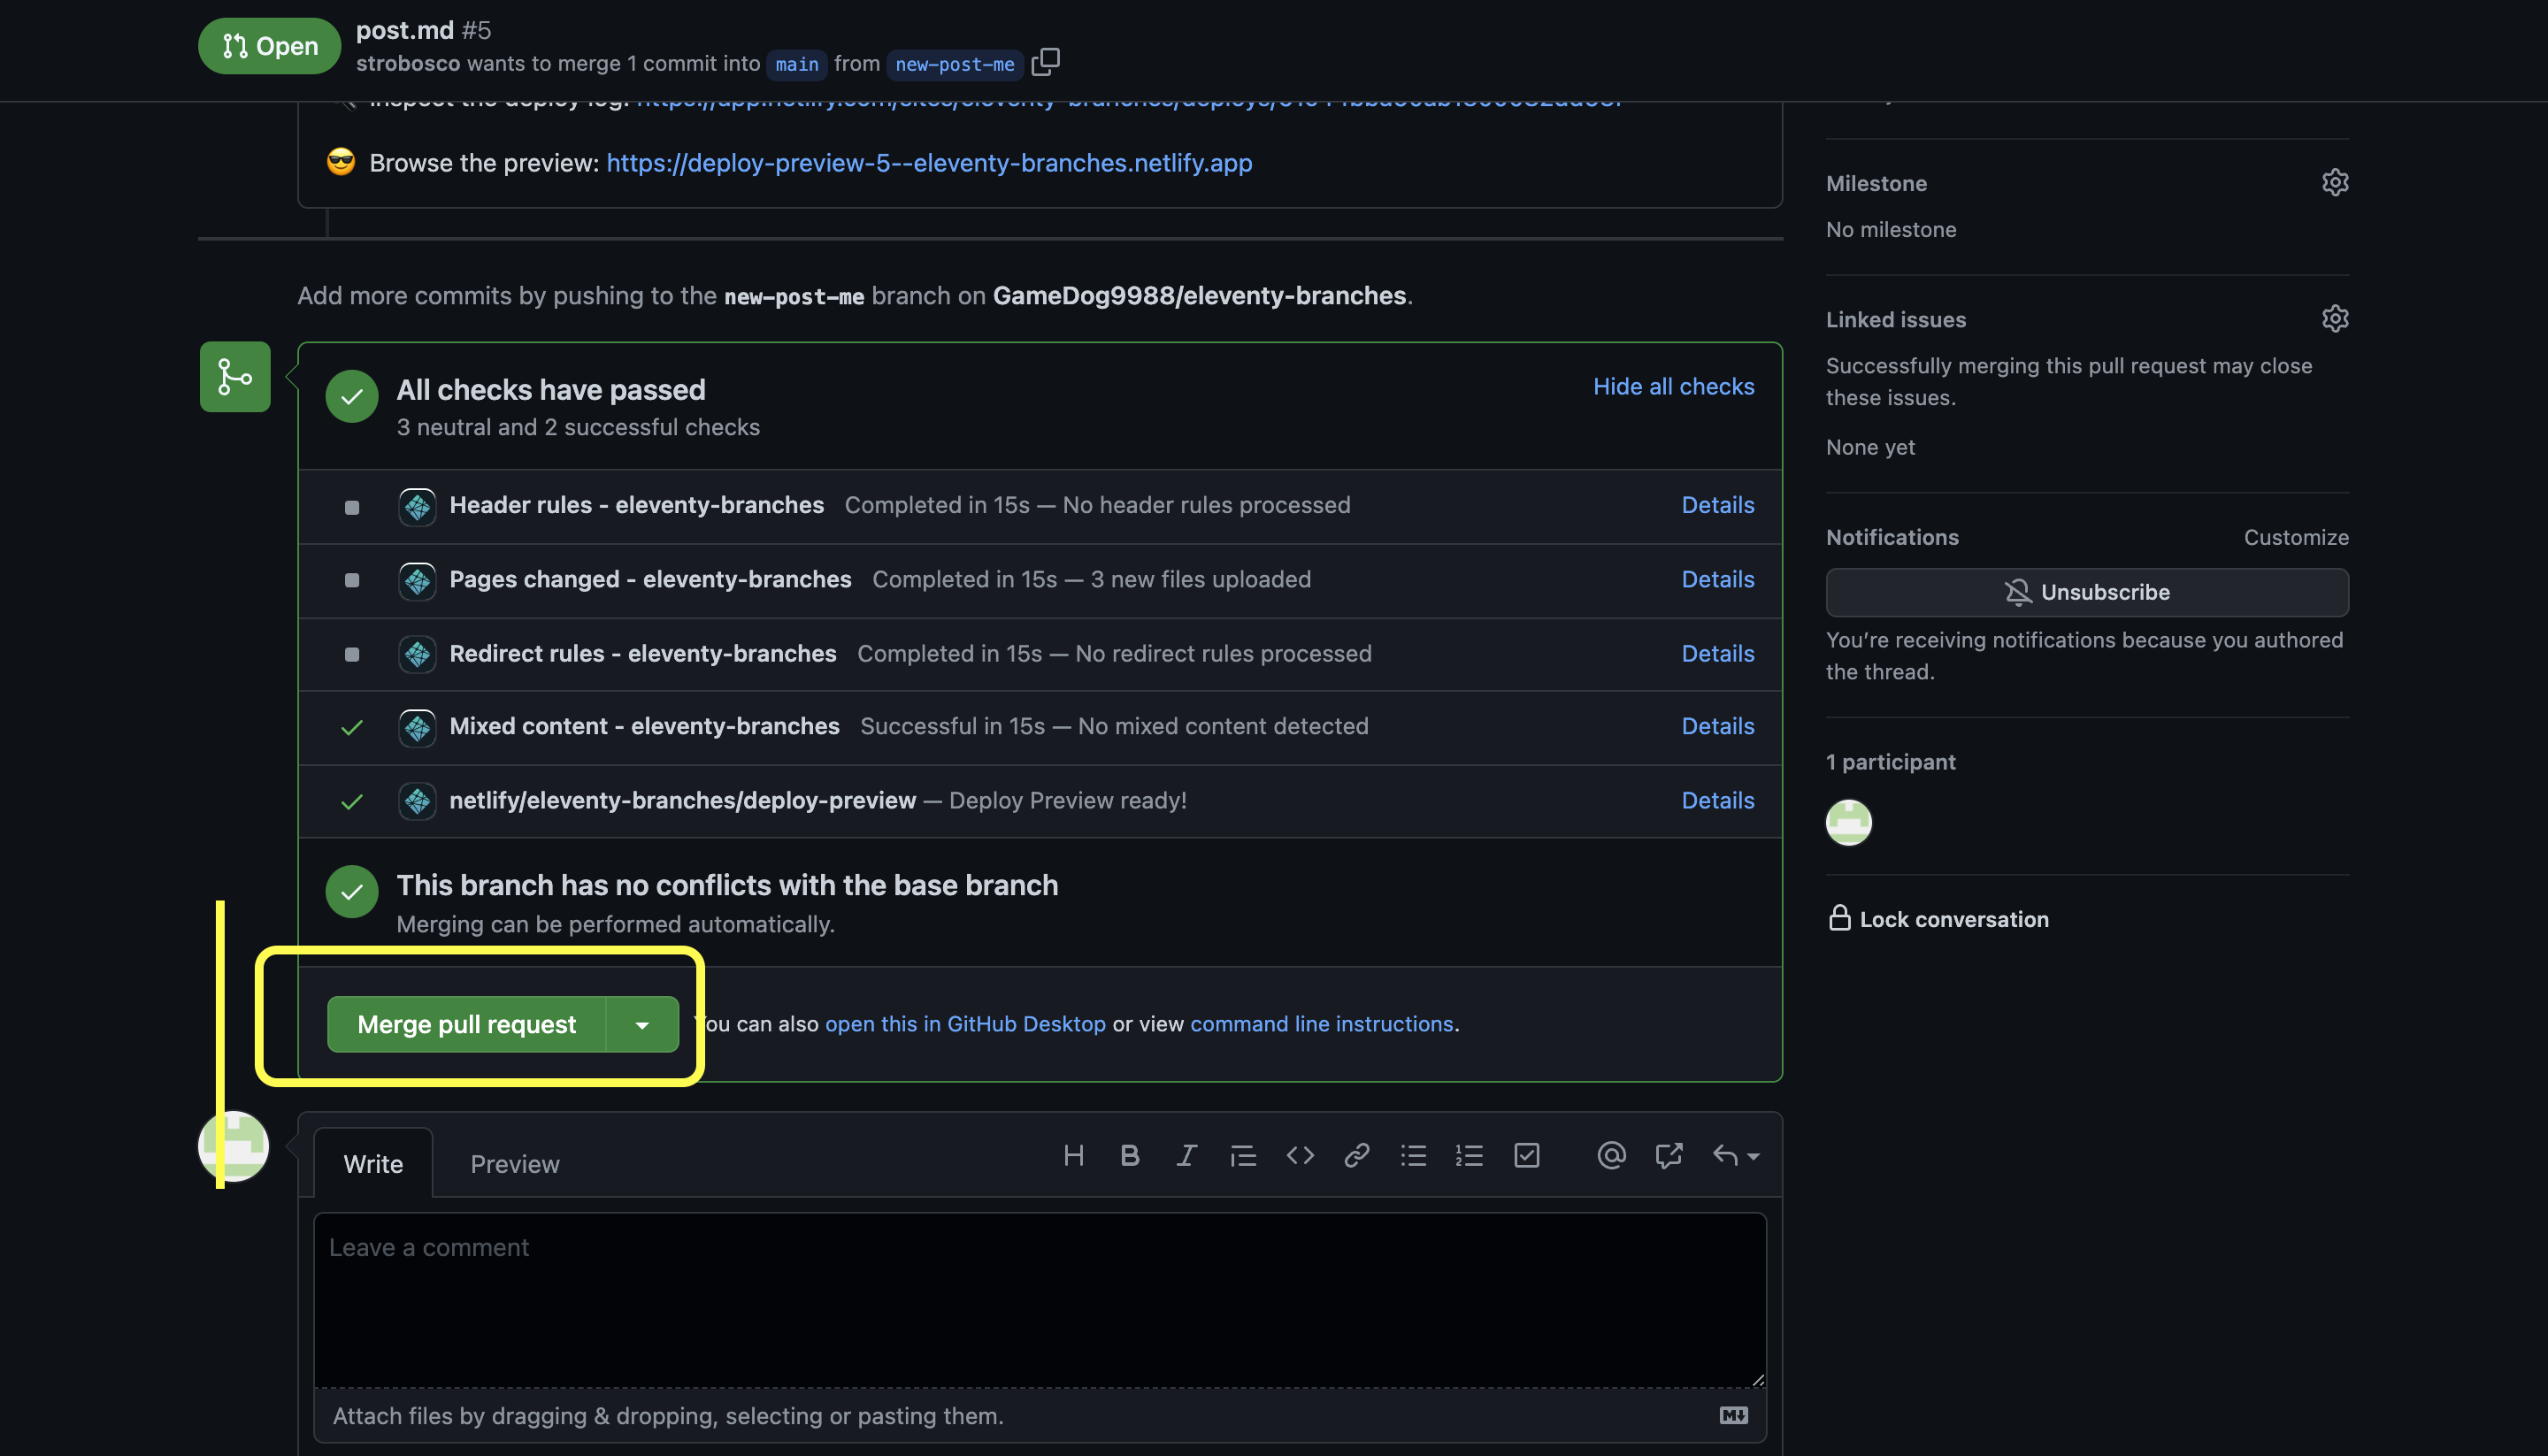 Open
post.md #5
strobosco wants to merge 1 commit into main from new-post-me
Inspect the deploy log:
😎 Browse the preview: https://deploy-preview-5--eleventy-branches.netlify.app
Add more commits by pushing to the new-post-me branch on GameDog9988/eleventy-branches.
All checks have passed
Hide all checks
3 neutral and 2 successful checks
Header rules - eleventy-branches Completed in 15s — No header rules processed Details
Pages changed - eleventy-branches Completed in 15s — 3 new files uploaded Details
Redirect rules - eleventy-branches Completed in 15s — No redirect rules processed Details
Mixed content - eleventy-branches Successful in 15s — No mixed content detected Details
netlify/eleventy-branches/deploy-preview — Deploy Preview ready! Details
This branch has no conflicts with the base branch
Merging can be performed automatically.
Merge pull request
You can also open this in GitHub Desktop or view command line instructions.
Write
Preview
Leave a comment
Attach files by dragging & dropping, selecting or pasting them.
Milestone
No milestone
Linked issues
Successfully merging this pull request may close
these issues.
None yet
Notifications
Customize
Unsubscribe
You're receiving notifications because you authored
the thread.
1 participant
Lock conversation